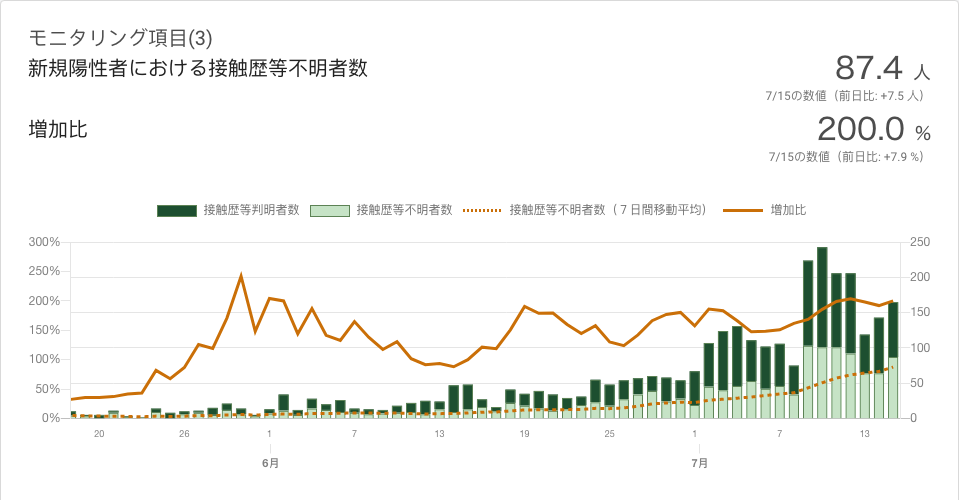 モニタリング項目(3)
新規陽性者における接触歴等不明者数
87.4 人
7/15の数値（前日比: +7.5 人）
増加比
200.0 %
7/15の数値（前日比: +7.9 %）
接触歴等判明者数 接触歴等不明者数 接触歴等不明者数（７日間移動平均） 増加比
300% 250
250%
200% 200
150% 150
100% 100
50% 50
0% 0
20 26 1 7 13 19 25 1 7 13
6月 7月